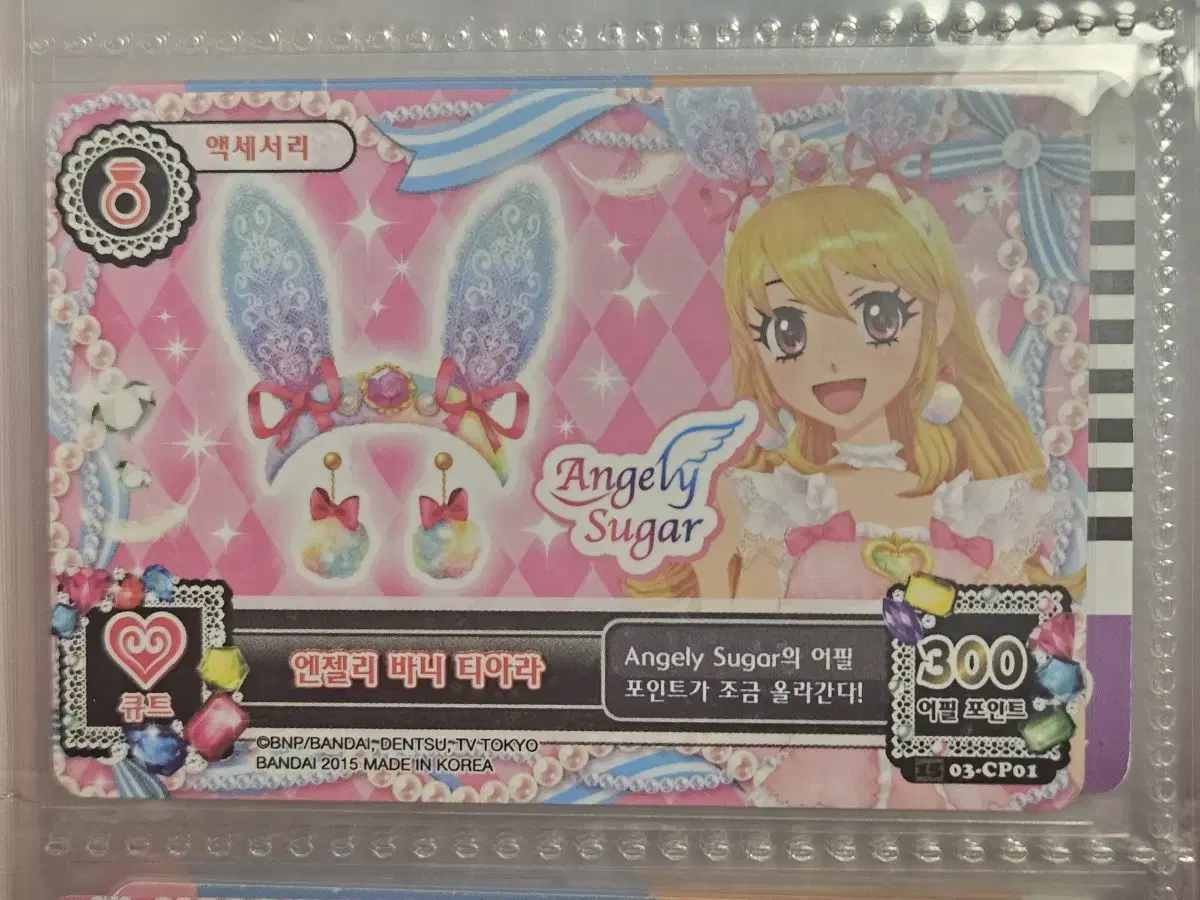 액세서리
Angely
Sugar
큐트
엔젤리 바니 티아라
Angely Sugar의 어필
포인트가 조금 올라간다!
300
어필 포인트
©BNP/BANDAI, DENTSU, TV TOKYO
BANDAI 2015 MADE IN KOREA
15 03-CP01